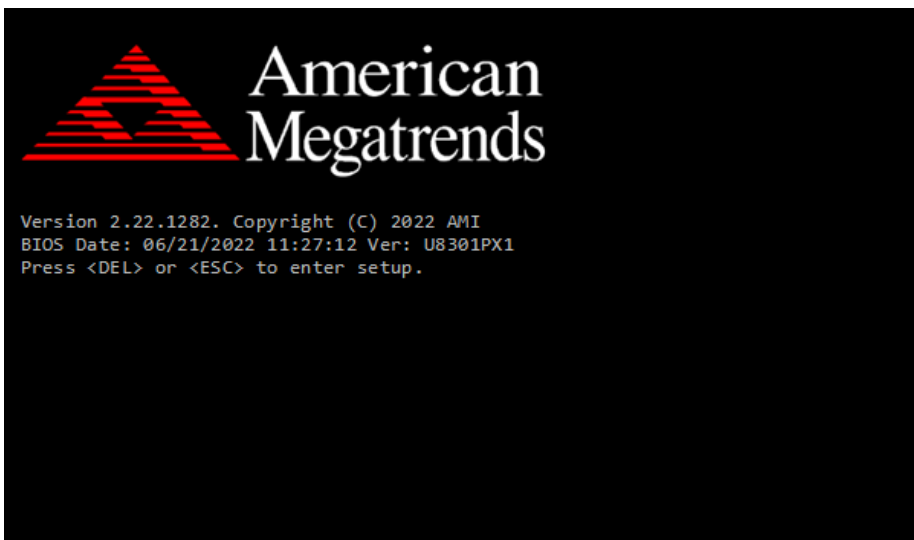 American
Megatrends
Version 2.22.1282. Copyright (C) 2022 AMI
BIOS Date: 06/21/2022 11:27:12 Ver: U8301PX1
Press <DEL> or <ESC> to enter setup.